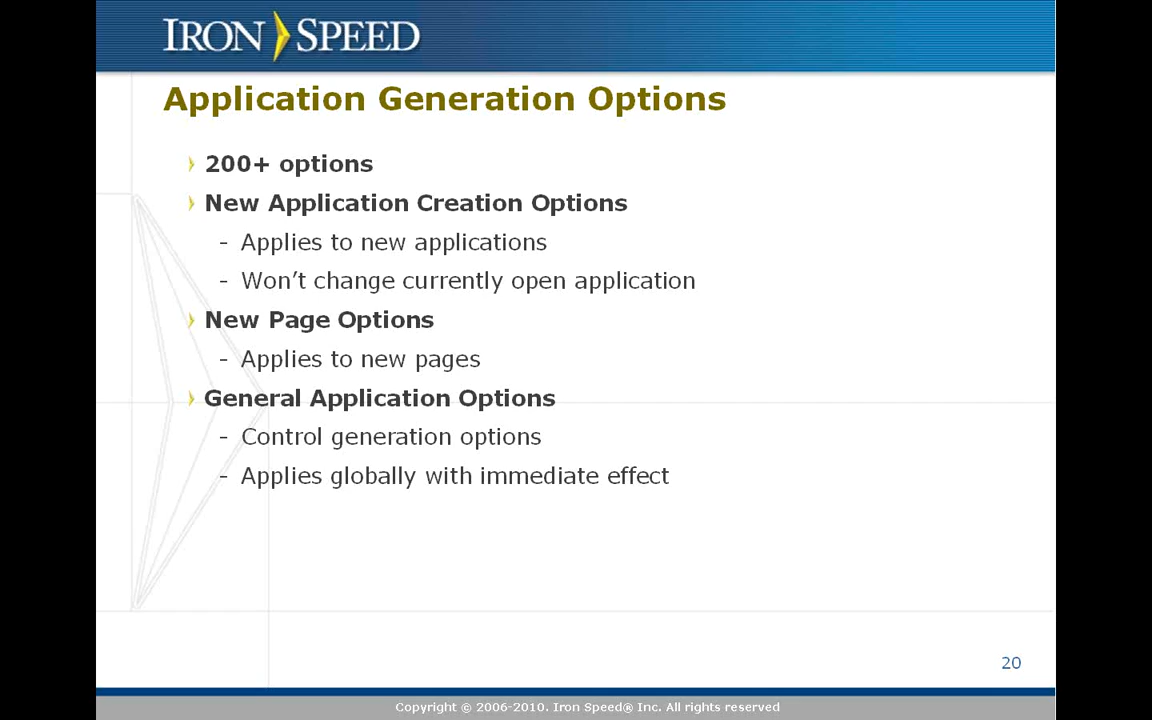 IRON SPEED
Application Generation Options
200+ options
New Application Creation Options
- Applies to new applications
- Won’t change currently open application
New Page Options
- Applies to new pages
General Application Options
- Control generation options
- Applies globally with immediate effect
20
Copyright © 2006-2010. Iron Speed® Inc. All rights reserved